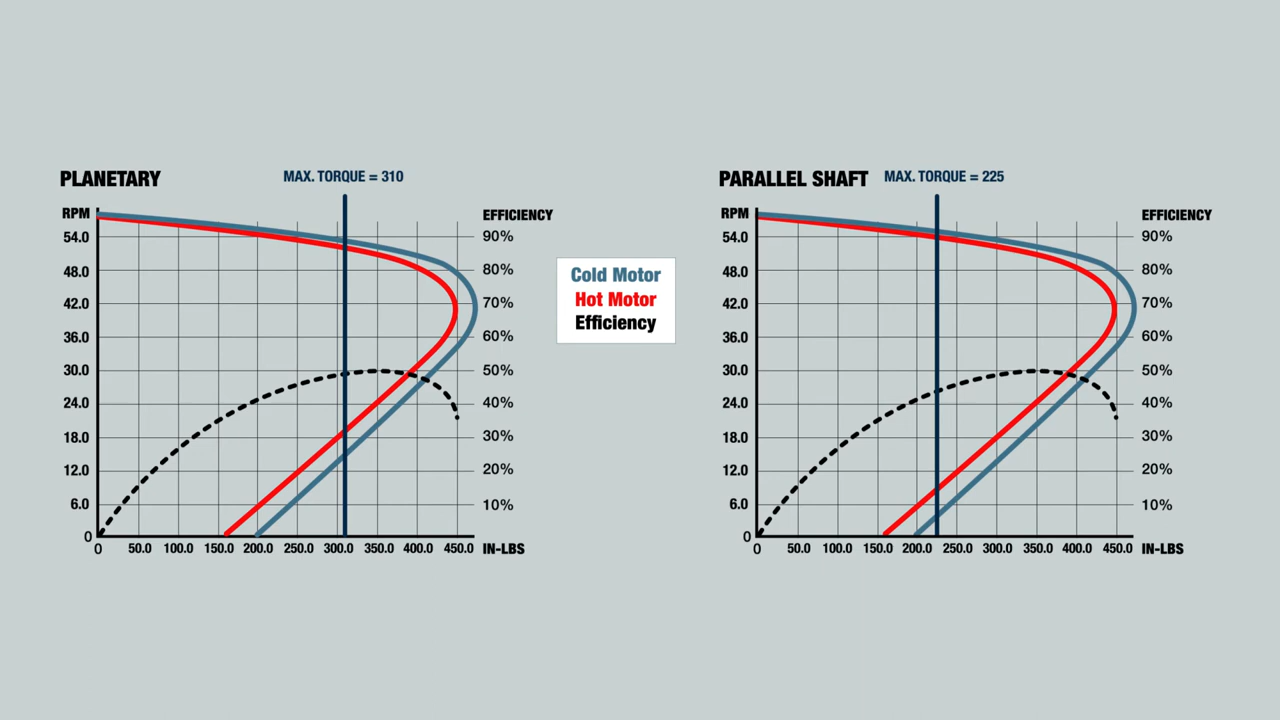 PLANETARY
MAX. TORQUE = 310
RPM
EFFICIENCY
54.0
90%
48.0
80%
42.0
70%
36.0
60%
30.0
50%
24.0
40%
18.0
30%
12.0
20%
6.0
10%
0
0 50.0 100.0 150.0 200.0 250.0 300.0 350.0 400.0 450.0 IN-LBS
Cold Motor
Hot Motor
Efficiency
PARALLEL SHAFT
MAX. TORQUE = 225
RPM
EFFICIENCY
54.0
90%
48.0
80%
42.0
70%
36.0
60%
30.0
50%
24.0
40%
18.0
30%
12.0
20%
6.0
10%
0
0 50.0 100.0 150.0 200.0 250.0 300.0 350.0 400.0 450.0 IN-LBS